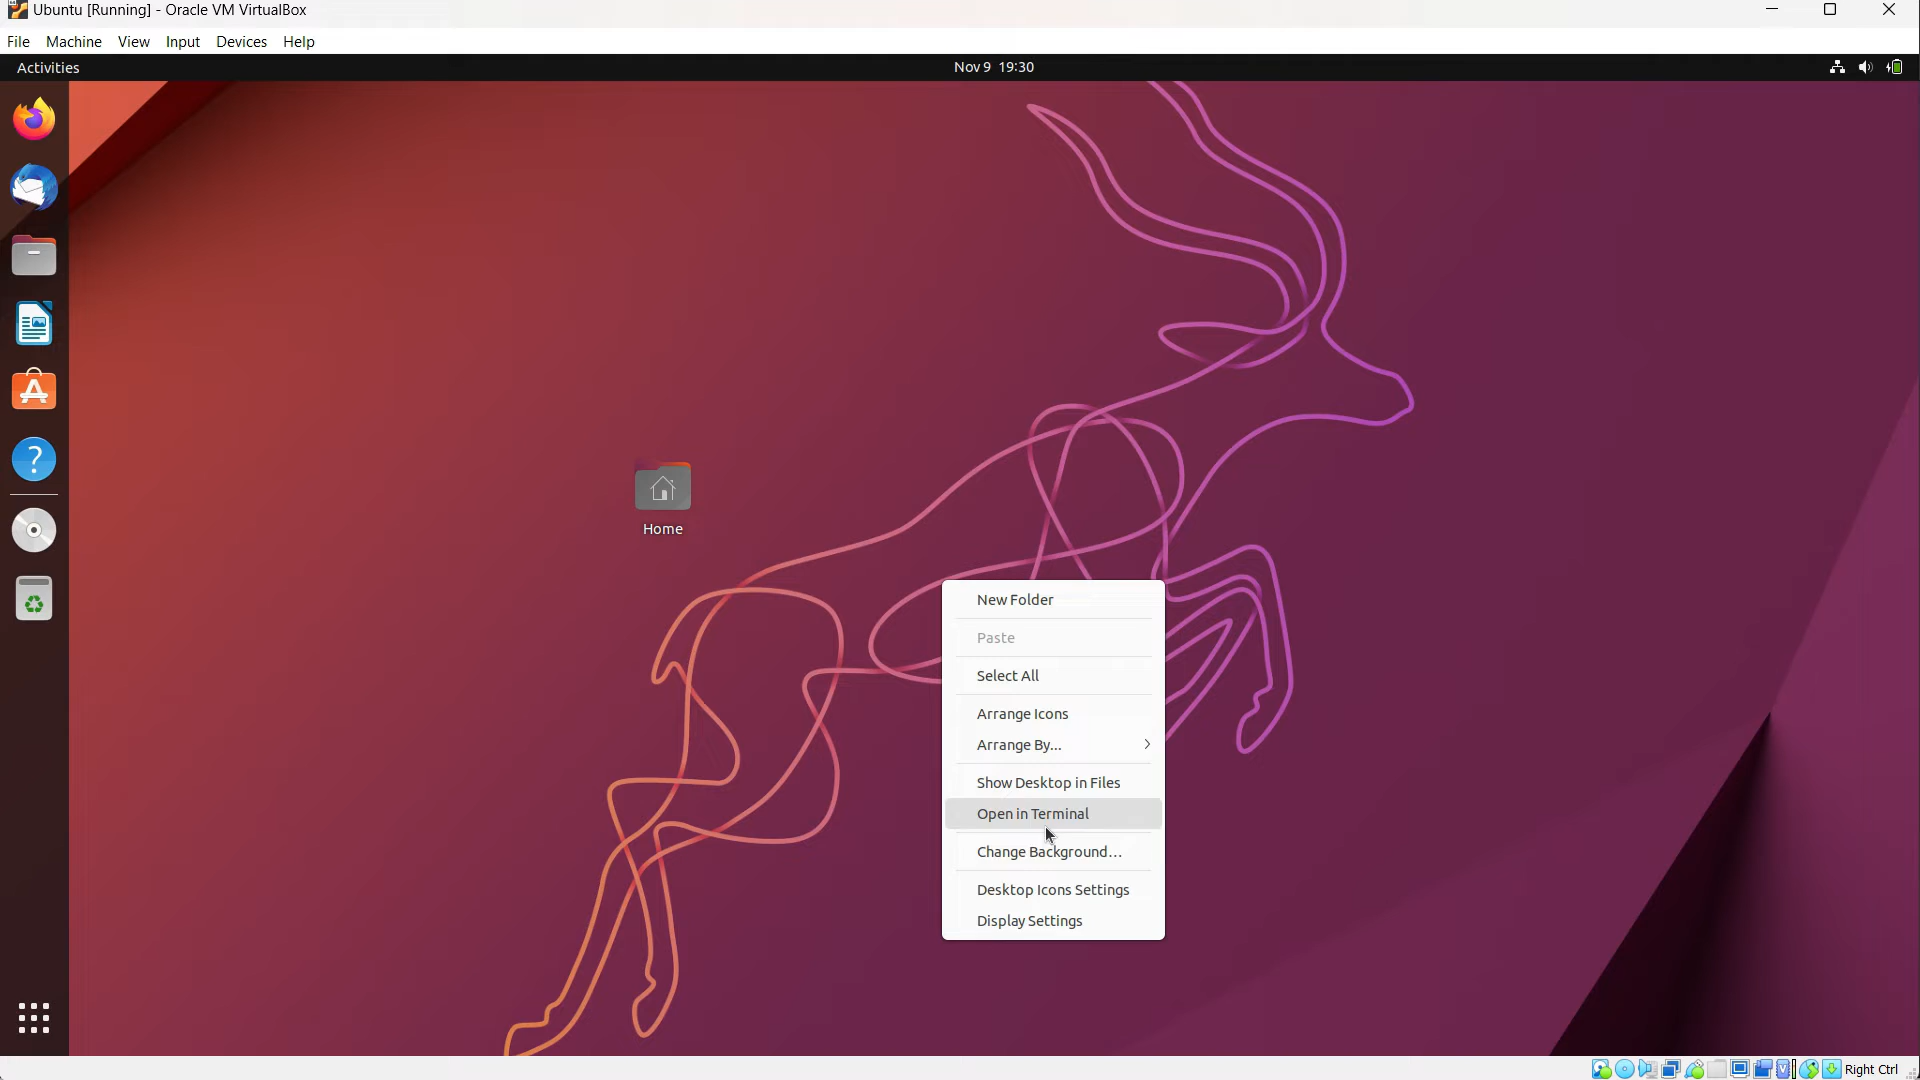 Ubuntu [Running] - Oracle VM VirtualBox
File Machine View Input Devices Help
Activities
Nov 9 19:30
Home
New Folder
Paste
Select All
Arrange Icons
Arrange By...
Show Desktop in Files
Open in Terminal
Change Background…
Desktop Icons Settings
Display Settings
Right Ctrl